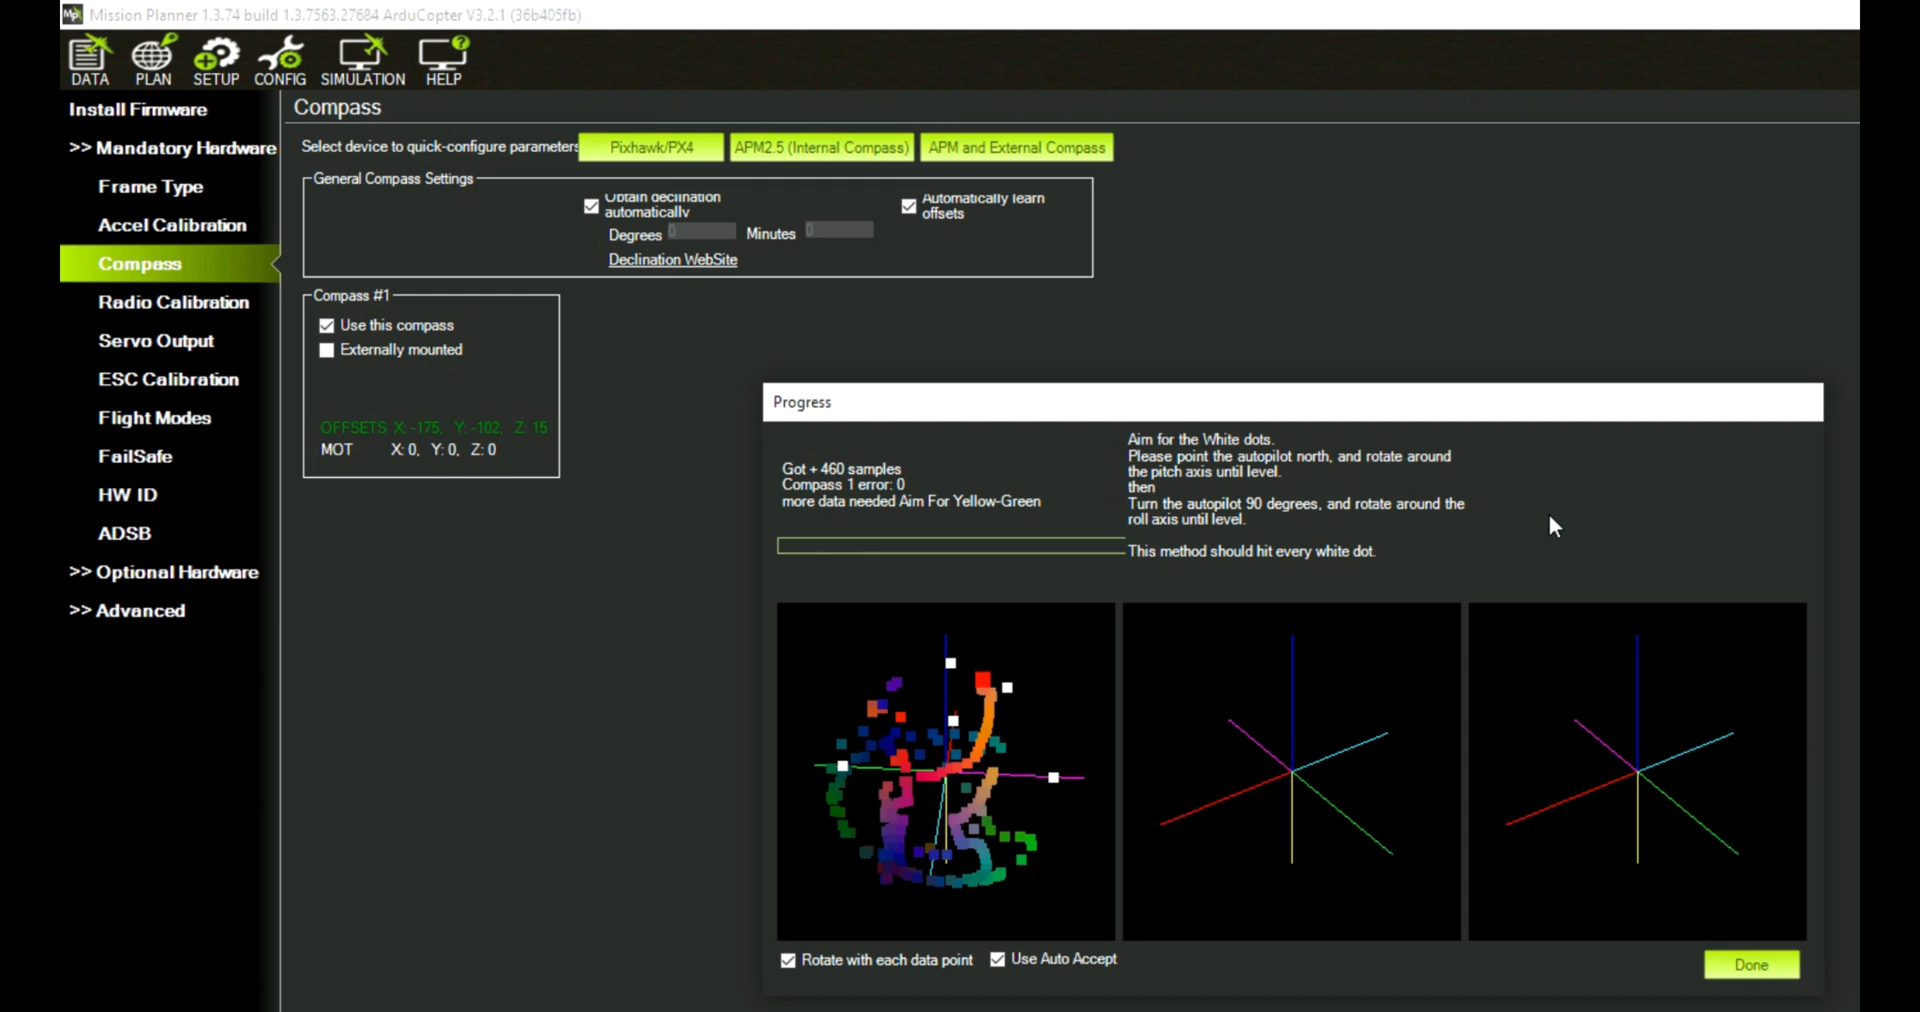 Mission Planner 1.3.74 build 1.3.7563.27684 ArduCopter V3.2.1 (36b405fb)
DATA PLAN SETUP CONFIG SIMULATION HELP
Install Firmware
>> Mandatory Hardware
Frame Type
Accel Calibration
Compass
Radio Calibration
Servo Output
ESC Calibration
Flight Modes
FailSafe
HW ID
ADSB
>> Optional Hardware
>> Advanced
Compass
Select device to quick-configure parameters
Pixhawk/PX4
APM2.5 (Internal Compass)
APM and External Compass
General Compass Settings
Obtain declination
automatically
Automatically learn
offsets
Degrees 0 Minutes 0
Declination WebSite
Compass #1
Use this compass
Externally mounted
OFFSETS X: -175, Y: -102, Z: 15
MOT X: 0, Y: 0, Z: 0
Progress
Got + 460 samples
Compass 1 error: 0
more data needed Aim For Yellow-Green
Aim for the White dots.
Please point the autopilot north, and rotate around
the pitch axis until level.
then
Turn the autopilot 90 degrees, and rotate around the
roll axis until level.
This method should hit every white dot.
Rotate with each data point
Use Auto Accept
Done